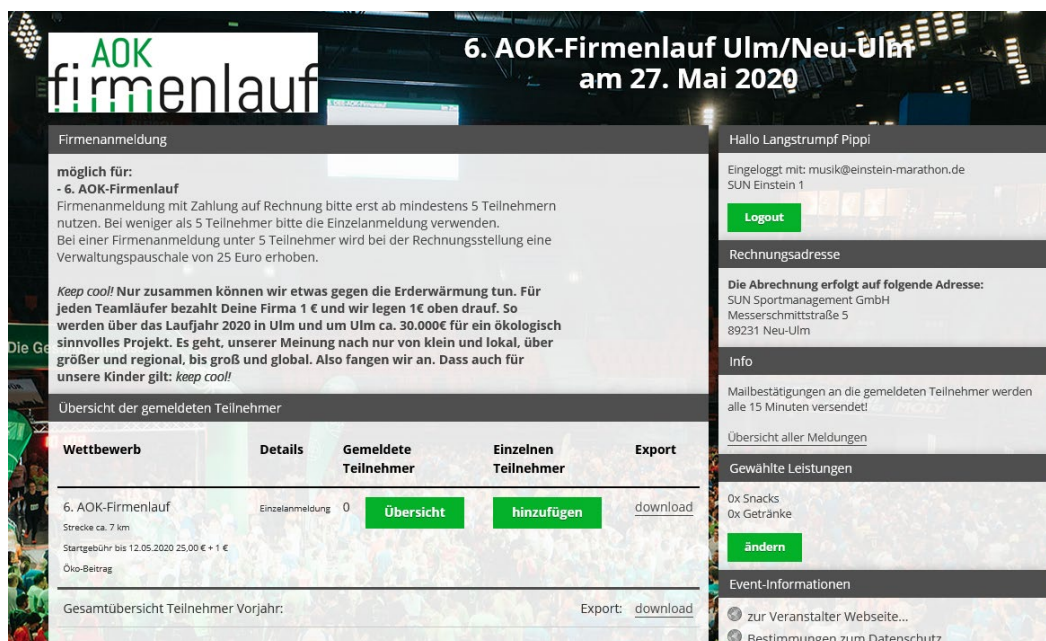 AOK
firmenlauf
6. AOK-Firmenlauf Ulm/Neu-Ulm
am 27. Mai 2020
Firmenanmeldung
möglich für:
- 6. AOK-Firmenlauf
Firmenanmeldung mit Zahlung auf Rechnung bitte erst ab mindestens 5 Teilnehmern
nutzen. Bei weniger als 5 Teilnehmer bitte die Einzelanmeldung verwenden.
Bei einer Firmenanmeldung unter 5 Teilnehmer wird bei der Rechnungsstellung eine
Verwaltungspauschale von 25 Euro erhoben.
Keep cool! Nur zusammen können wir etwas gegen die Erderwärmung tun. Für
jeden Teamläufer bezahlt Deine Firma 1 € und wir legen 1€ oben drauf. So
werden über das Laufjahr 2020 in Ulm und um Ulm ca. 30.000€ für ein ökologisch
sinnvolles Projekt. Es geht, unserer Meinung nach nur von klein und lokal, über
größer und regional, bis groß und global. Also fangen wir an. Dass auch für
unsere Kinder gilt: keep cool!
Die Ge
Übersicht der gemeldeten Teilnehmer
Wettbewerb Details Gemeldete Einzelnen Export
Teilnehmer Teilnehmer
6. AOK-Firmenlauf Einzelanmeldung 0 Übersicht hinzufügen download
Strecke ca. 7 km
Startgebühr bis 12.05.2020 25,00 € + 1 €
Öko-Beitrag
Gesamtübersicht Teilnehmer Vorjahr: Export: download
Hallo Langstrumpf Pippi
Eingeloggt mit: musik@einstein-marathon.de
SUN Einstein 1
Logout
Rechnungsadresse
Die Abrechnung erfolgt auf folgende Adresse:
SUN Sportmanagement GmbH
Messerschmittstraße 5
89231 Neu-Ulm
Info
Mailbestätigungen an die gemeldeten Teilnehmer werden
alle 15 Minuten versendet!
Übersicht aller Meldungen
Gewählte Leistungen
0x Snacks
0x Getränke
ändern
Event-Informationen
zur Veranstalter Webseite...
Bestimmungen zum Datenschutz